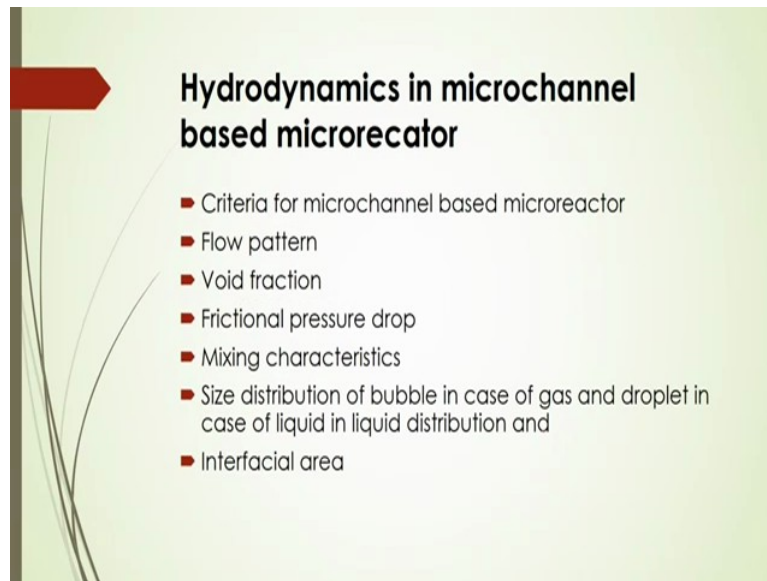 Hydrodynamics in microchannel
based microrecator
Criteria for microchannel based microreactor
Flow pattern
Void fraction
Frictional pressure drop
Mixing characteristics
Size distribution of bubble in case of gas and droplet in
case of liquid in liquid distribution and
Interfacial area